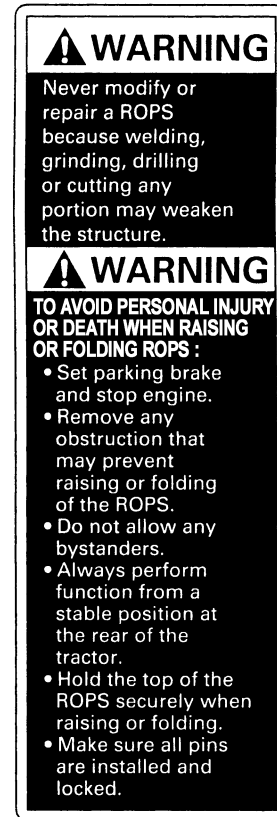 WARNING
Never modify or
repair a ROPS
because welding,
grinding, drilling
or cutting any
portion may weaken
the structure.
WARNING
TO AVOID PERSONAL INJURY
OR DEATH WHEN RAISING
OR FOLDING ROPS :
• Set parking brake
and stop engine.
• Remove any
obstruction that
may prevent
raising or folding
of the ROPS.
• Do not allow any
bystanders.
• Always perform
function from a
stable position at
the rear of the
tractor.
• Hold the top of the
ROPS securely when
raising or folding.
• Make sure all pins
are installed and
locked.